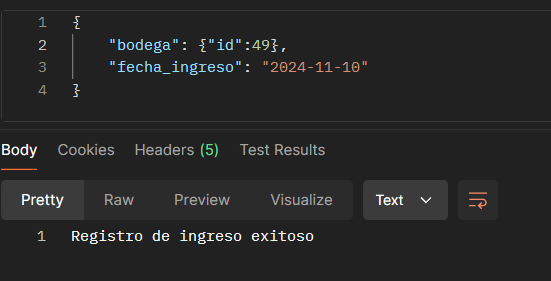 1 {
2 "bodega": {"id":49},
3 "fecha_ingreso": "2024-11-10"
4 }
Body Cookies Headers (5) Test Results
Pretty Raw Preview Visualize Text
1 Registro de ingreso exitoso